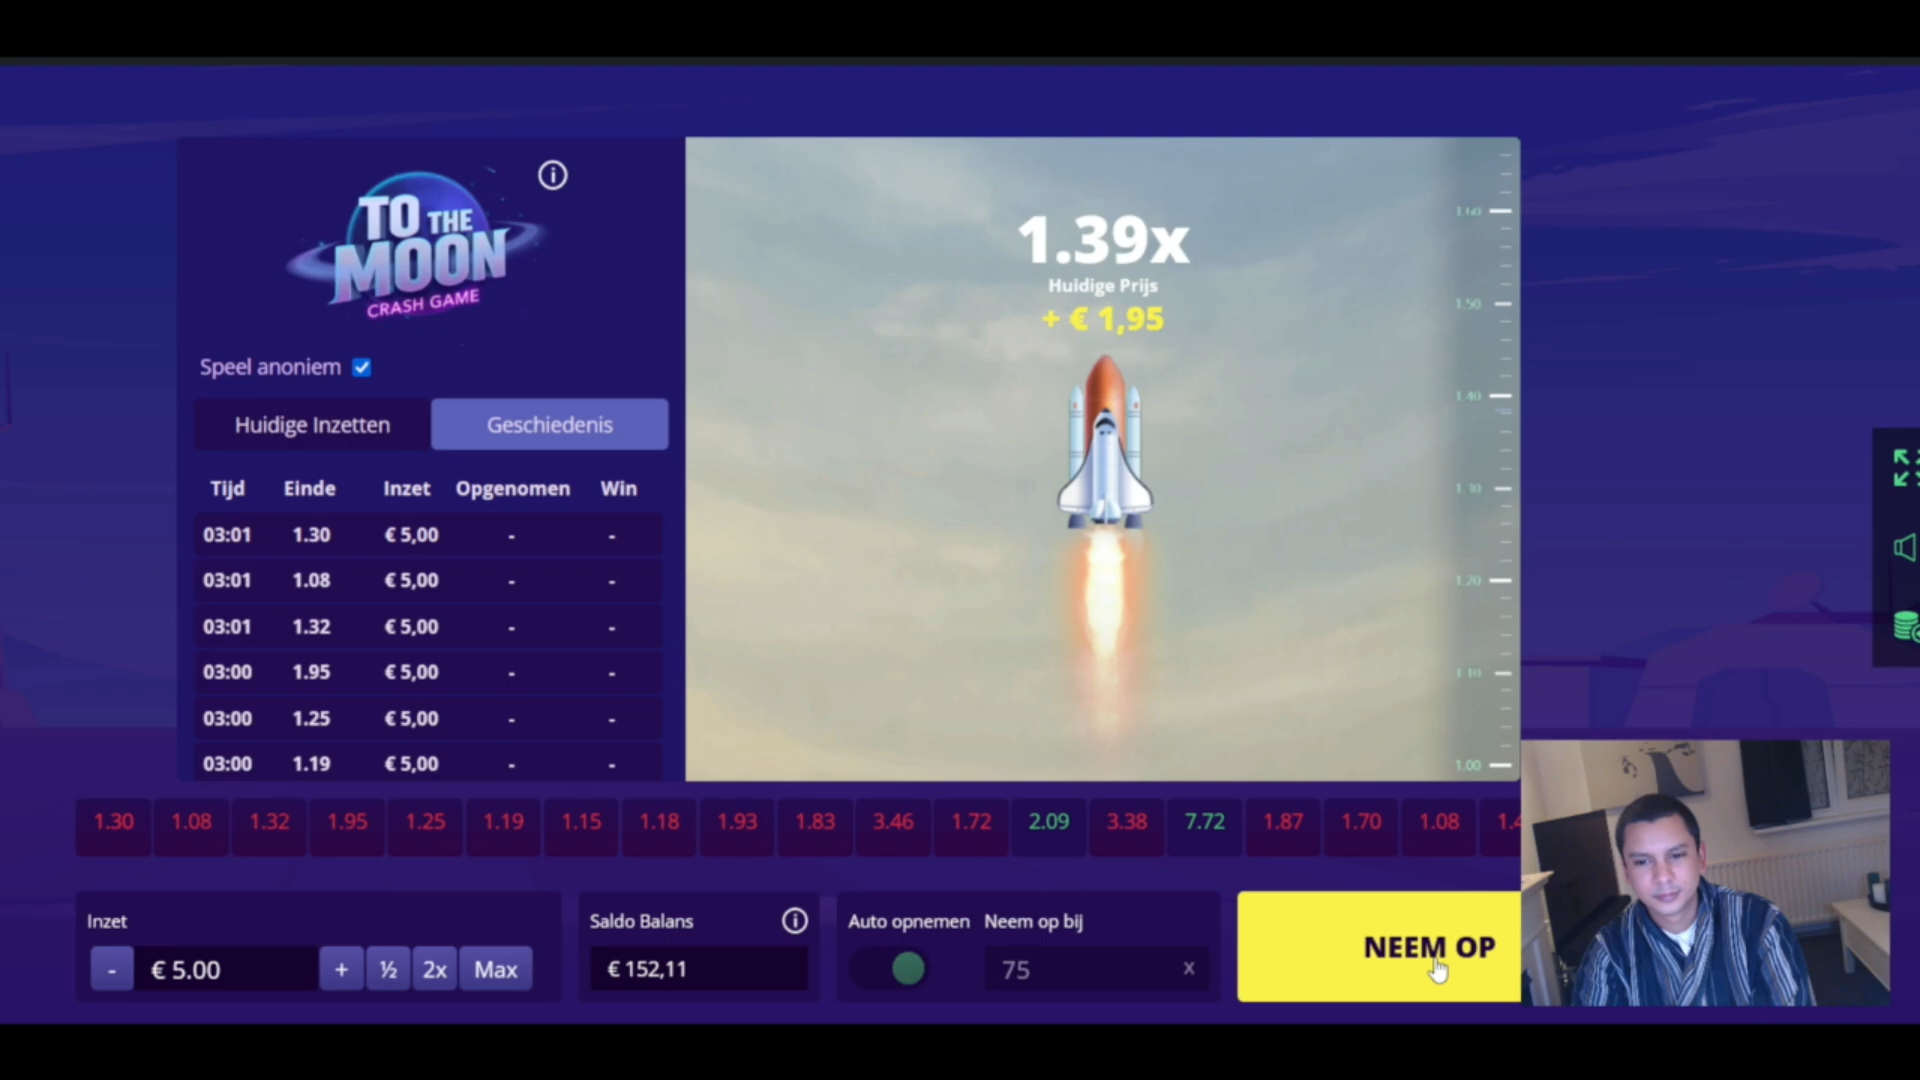 TO THE
MOON
CRASH GAME
Speel anoniem
Huidige Inzetten
Geschiedenis
Tijd Einde Inzet Opgenomen Win
03:01 1.30 € 5,00 - -
03:01 1.08 € 5,00 - -
03:01 1.32 € 5,00 - -
03:00 1.95 € 5,00 - -
03:00 1.25 € 5,00 - -
03:00 1.19 € 5,00 - -
1.39x
Huidige Prijs
+ € 1,95
1.60
1.50
1.40
1.30
1.20
1.10
1.00
1.30 1.08 1.32 1.95 1.25 1.19 1.15 1.18 1.93 1.83 3.46 1.72 2.09 3.38 7.72 1.87 1.70 1.08
Inzet
- € 5.00 + ½ 2x Max
Saldo Balans
€ 152,11
Auto opnemen Neem op bij
75 x
NEEM OP